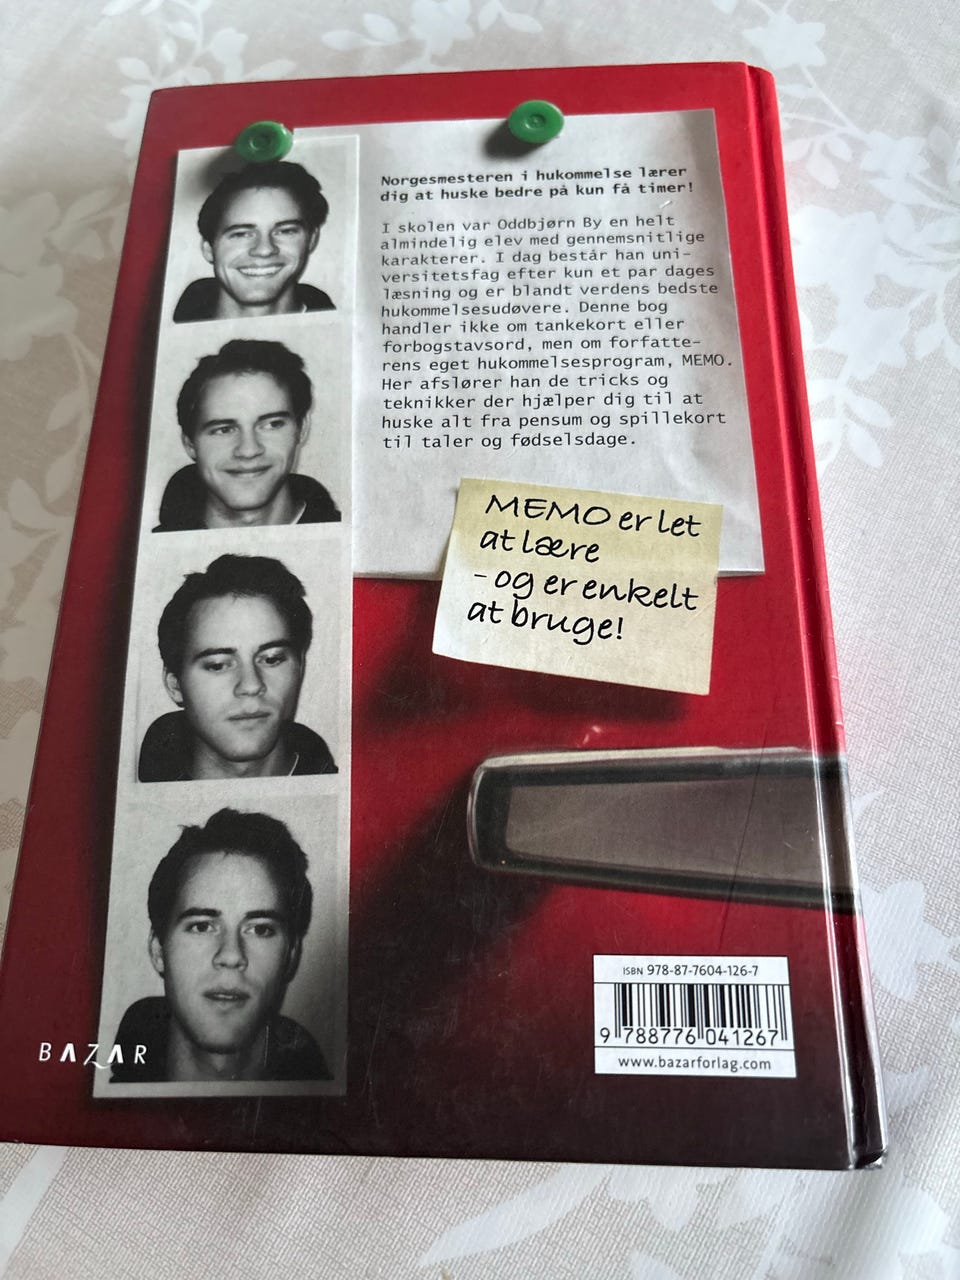 Norgesmesteren i hukommelse lærer
dig at huske bedre på kun få timer!
I skolen var Oddbjørn By en helt
almindelig elev med gennemsnitlige
karakterer. I dag består han uni-
versitetsfag efter kun et par dages
læsning og er blandt verdens bedste
hukommelsesudøvere. Denne bog
handler ikke om tankekort eller
forbogstavsord, men om forfatte-
rens eget hukommelsesprogram, MEMO.
Her afslører han de tricks og
teknikker der hjælper dig til at
huske alt fra pensum og spillekort
til taler og fødselsdage.
MEMO er let
at lære
- og er enkelt
at bruge!
ISBN 978-87-7604-126-7
9 788776 041267
www.bazarforlag.com
BAZAR